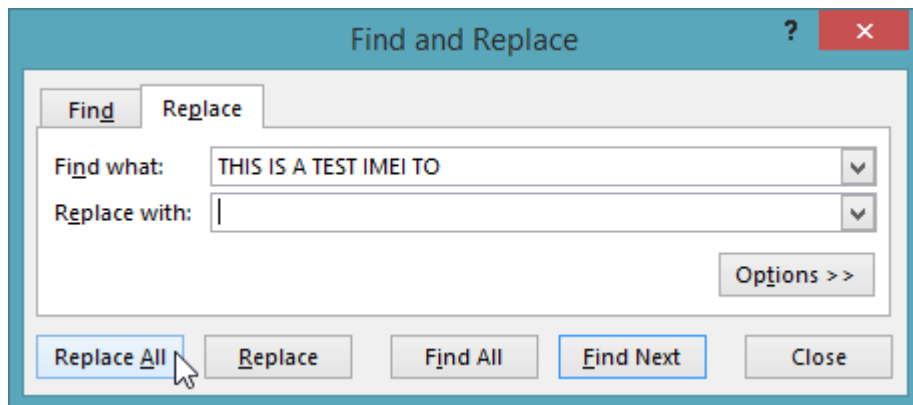 Find and Replace ? ×
Find Replace
Find what: THIS IS A TEST IMEI TO
Replace with:
Options >>
Replace All Replace Find All Find Next Close